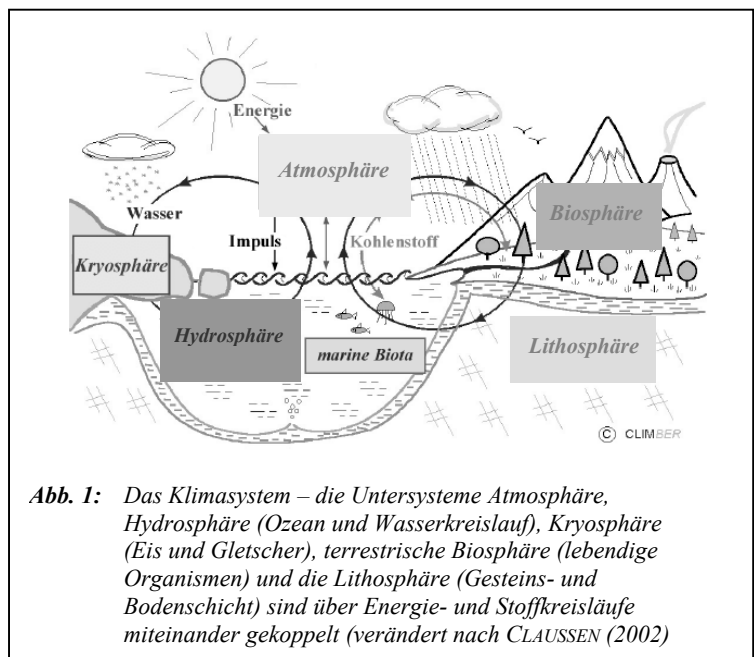 Energie
Atmosphäre
Wasser
Impuls
Kohlenstoff
Biosphäre
Kryosphäre
Hydrosphäre
marine Biota
Lithosphäre
© CLIMBER
Abb. 1: Das Klimasystem – die Untersysteme Atmosphäre,
Hydrosphäre (Ozean und Wasserkreislauf), Kryosphäre
(Eis und Gletscher), terrestrische Biosphäre (lebendige
Organismen) und die Lithosphäre (Gesteins- und
Bodenschicht) sind über Energie- und Stoffkreisläufe
miteinander gekoppelt (verändert nach CLAUSSEN (2002)